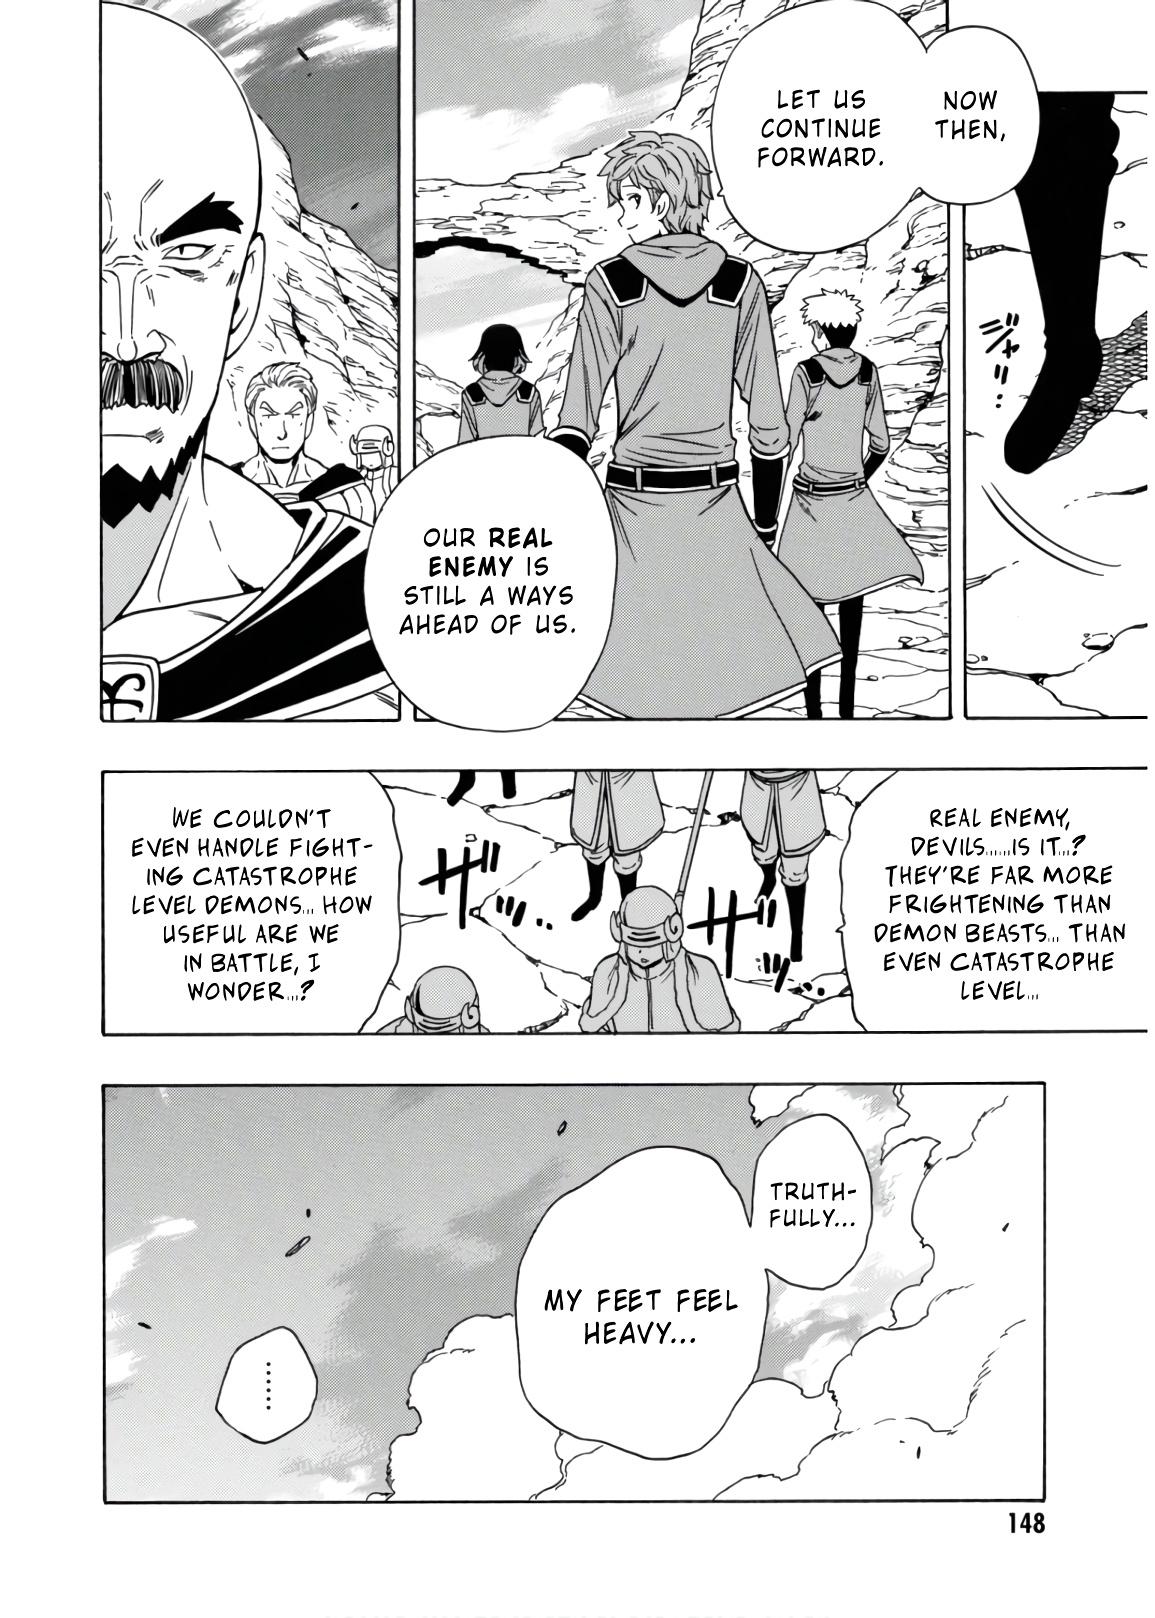 NOW
THEN,
LET US
CONTINUE
FORWARD.
ジャ
OUR REAL
ENEMY IS
STILL A WAYS
AHEAD OF US.
REAL ENEMY,
DEVILS......IS IT...?
THEY'RE FAR MORE
FRIGHTENING THAN
DEMON BEASTS... THAN
EVEN CATASTROPHE
LEVEL...
ザッ
ザッ
WE COULDN'T
EVEN HANDLE FIGHT-
ING CATASTROPHE
LEVEL DEMONS... HOW
USEFUL ARE WE
IN BATTLE, I
WONDER...?
TRUTH-
FULLY...
MY FEET FEEL
HEAVY...
......
148